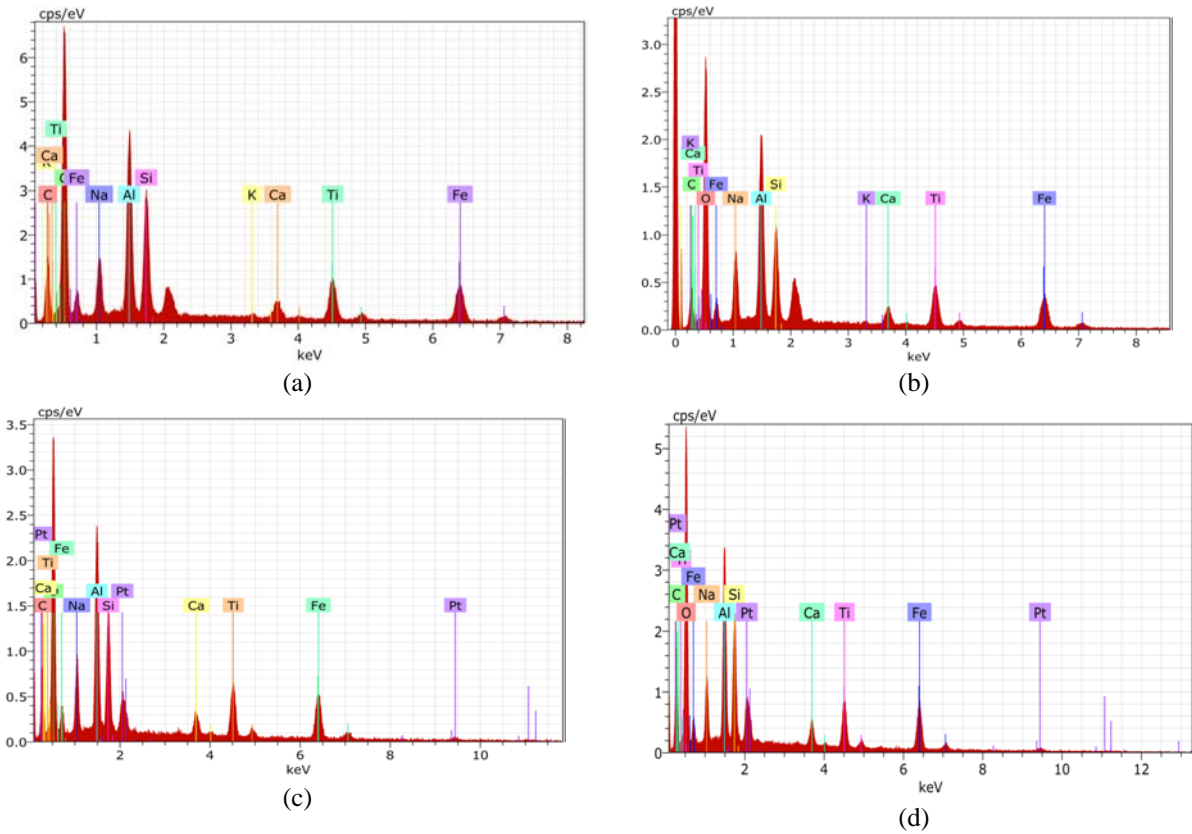 cps/eV
6
5
4
3
2
1
0
Ti
Ca
C
Fe
Na
Al
Si
K
Ca
Ti
Fe
1 2 3 4 5 6 7 8
keV
(a)
cps/eV
3.0
2.5
2.0
1.5
1.0
0.5
0.0
K
Ca
Ti
C
Fe
O
Na
Al
Si
K
Ca
Ti
Fe
0 1 2 3 4 5 6 7 8
keV
(b)
cps/eV
3.5
3.0
2.5
2.0
1.5
1.0
0.5
0.0
Pt
Fe
Ti
Ca
C
Na
Al
Si
Pt
Ca
Ti
Fe
Pt
2 4 6 8 10
keV
(c)
cps/eV
5
4
3
2
1
0
Pt
Ca
Fe
C
O
Na
Al
Si
Pt
Ca
Ti
Fe
Pt
2 4 6 8 10 12
keV
(d)